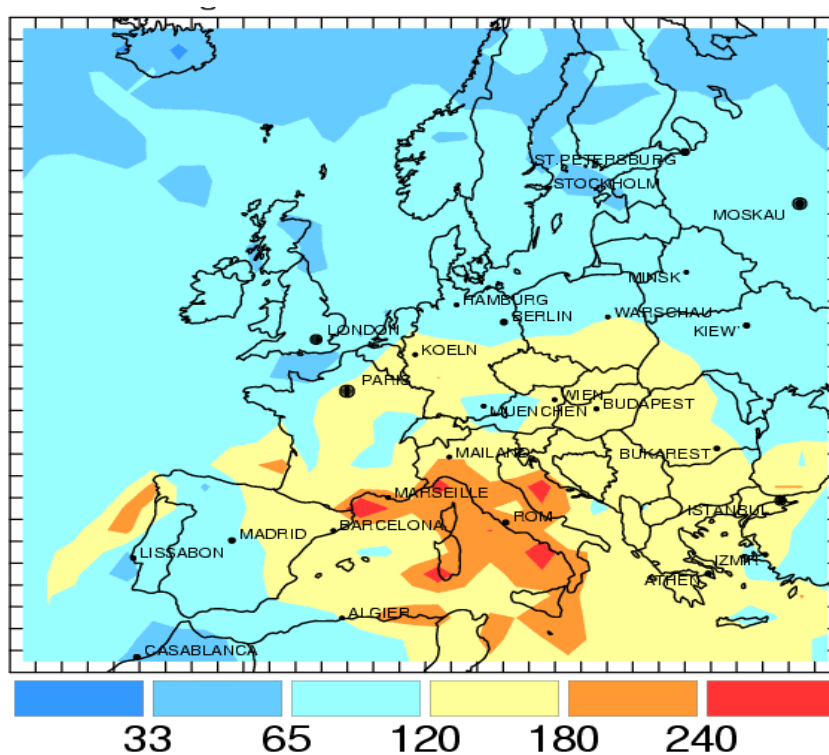 ST.PETERSBURG
STOCKHOLM
MOSKAU
MINSK
HAMBURG
BERLIN
WARSCHAU
KIEW'
LONDON
KOELN
PARIS
WIEN
MUENCHEN
BUDAPEST
MAILAND
BUKAREST
MARSEILLE
ISTANBUL
ROM
BARCELONA
MADRID
LISSABON
IZMIR
ATHEN
ALGIER
CASABLANCA
33 65 120 180 240